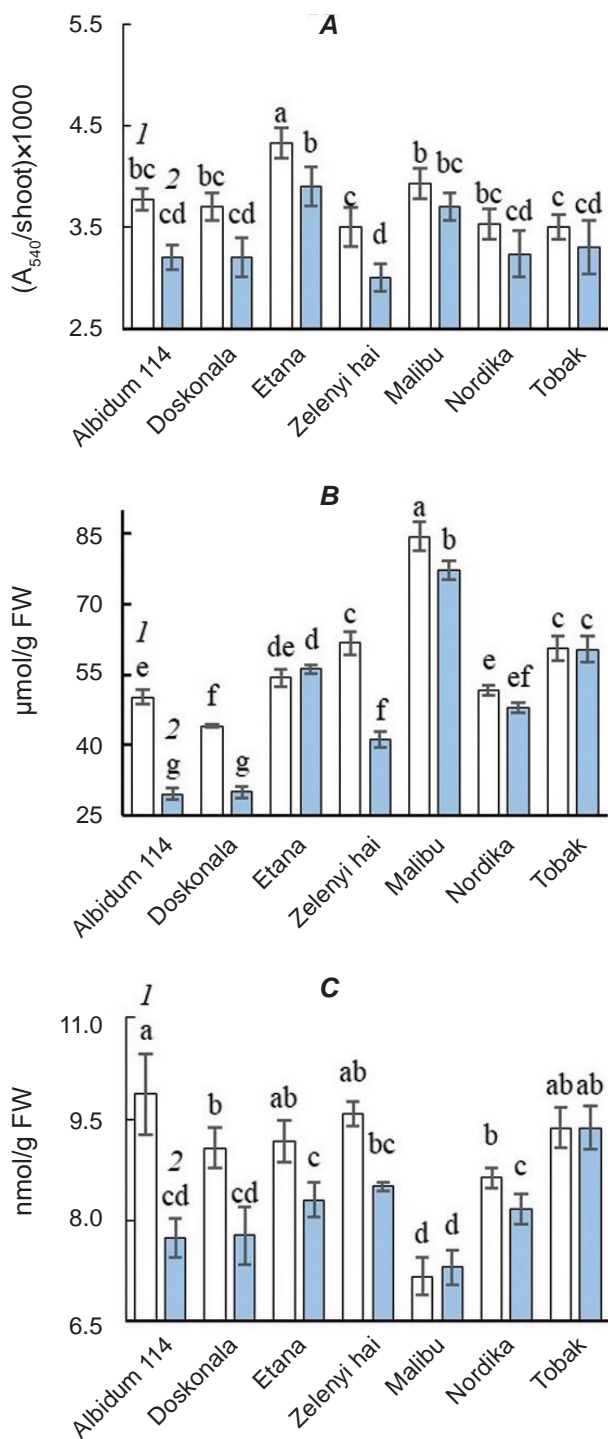 A
5.5
4.5
3.5
2.5
(A540/shoot)×1000
1
bc
2
cd
bc
cd
a
b
c
d
b
bc
bc
cd
c
cd
Albidum 114
Doskonala
Etana
Zelenyi hai
Malibu
Nordika
Tobak
B
85
70
55
40
25
µmol/g FW
1
e
2
g
f
g
de
d
c
f
a
b
e
ef
c
c
Albidum 114
Doskonala
Etana
Zelenyi hai
Malibu
Nordika
Tobak
C
11.0
9.5
8.0
6.5
nmol/g FW
1
a
2
cd
b
cd
ab
c
ab
bc
d
d
b
c
ab
ab
Albidum 114
Doskonala
Etana
Zelenyi hai
Malibu
Nordika
Tobak